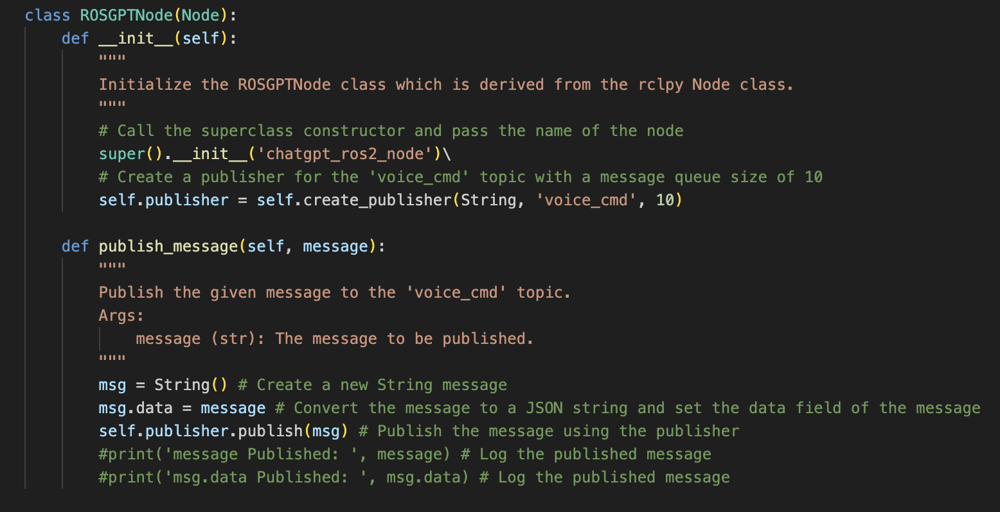 class ROSGPTNode(Node):
    def __init__(self):
        """
        Initialize the ROSGPTNode class which is derived from the rclpy Node class.
        """
        # Call the superclass constructor and pass the name of the node
        super().__init__('chatgpt_ros2_node')\
        # Create a publisher for the 'voice_cmd' topic with a message queue size of 10
        self.publisher = self.create_publisher(String, 'voice_cmd', 10)

    def publish_message(self, message):
        """
        Publish the given message to the 'voice_cmd' topic.
        Args:
            message (str): The message to be published.
        """
        msg = String() # Create a new String message
        msg.data = message # Convert the message to a JSON string and set the data field of the message
        self.publisher.publish(msg) # Publish the message using the publisher
        #print('message Published: ', message) # Log the published message
        #print('msg.data Published: ', msg.data) # Log the published message